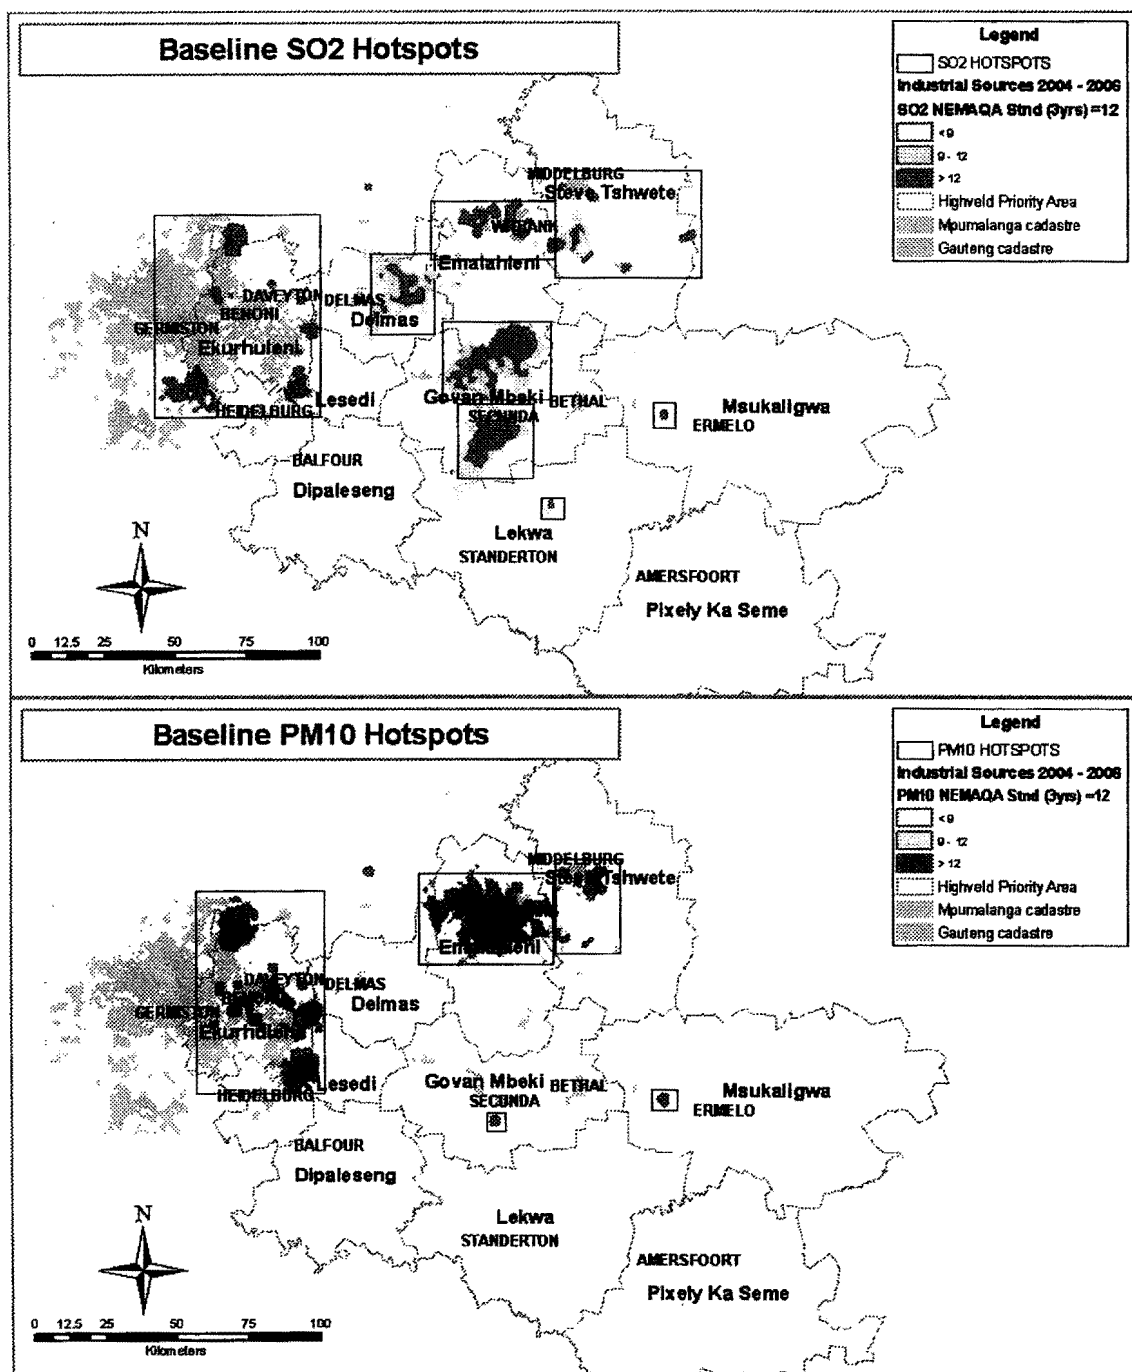 Baseline SO2 Hotspots
Legend
SO2 HOTSPOTS
Industrial Sources 2004 - 2006
SO2 NEMAQA Stnd (3yrs) =12
<9
9 - 12
> 12
Highveld Priority Area
Mpumalanga cadastre
Gauteng cadastre
MIDDELBURG
Steve Tshwete
WITBANK
Emalahleni
DAVEYTON
DELMAS
BENONI
Delmas
GERMISTON
Ekurhuleni
Lesedi
HEIDELBURG
Govan Mbeki
BETHAL
SECUNDA
Msukaligwa
ERMELO
BALFOUR
Dipaleseng
Lekwa
STANDERTON
AMERSFOORT
Pixely Ka Seme
N
0 12.5 25 50 75 100
Kilometers
Baseline PM10 Hotspots
Legend
PM10 HOTSPOTS
Industrial Sources 2004 - 2006
PM10 NEMAQA Stnd (3yrs) =12
<9
9 - 12
> 12
Highveld Priority Area
Mpumalanga cadastre
Gauteng cadastre
MIDDELBURG
Steve Tshwete
Emalahleni
DAVEYTON
DELMAS
BENONI
Delmas
GERMISTON
Ekurhuleni
Lesedi
HEIDELBURG
Govan Mbeki
BETHAL
SECUNDA
Msukaligwa
ERMELO
BALFOUR
Dipaleseng
Lekwa
STANDERTON
AMERSFOORT
Pixely Ka Seme
N
0 12.5 25 50 75 100
Kilometers